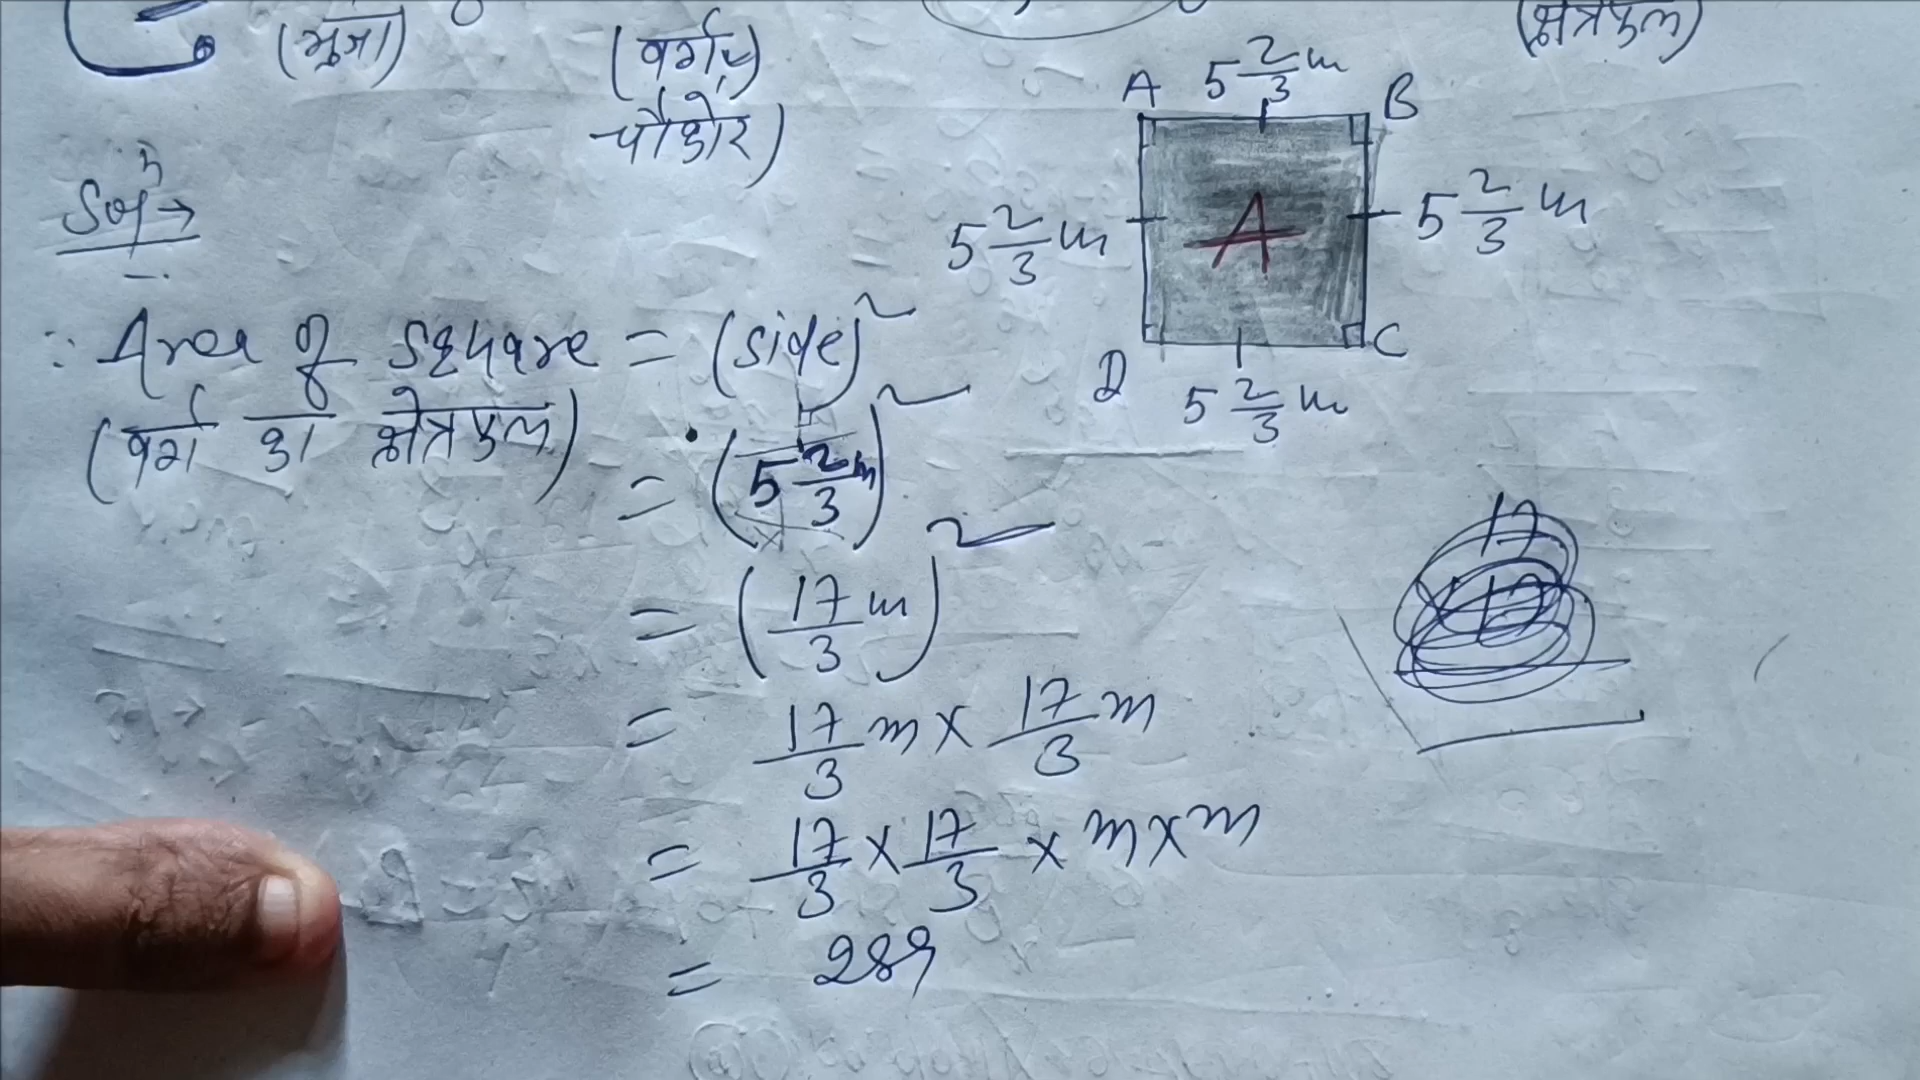 (भुजा) (वर्ग, (क्षेत्रफल)
चौकोर)
A 5 2/3 m B
Sol^n →
5 2/3 m A 5 2/3 m
∵ Area of square = (side)²
D C
(वर्ग का क्षेत्रफल) 5 2/3 m
= (5 2/3 m)²
17
= (17/3 m)²
×17
= 17/3 m × 17/3 m
= 17/3 × 17/3 × m × m
= 289